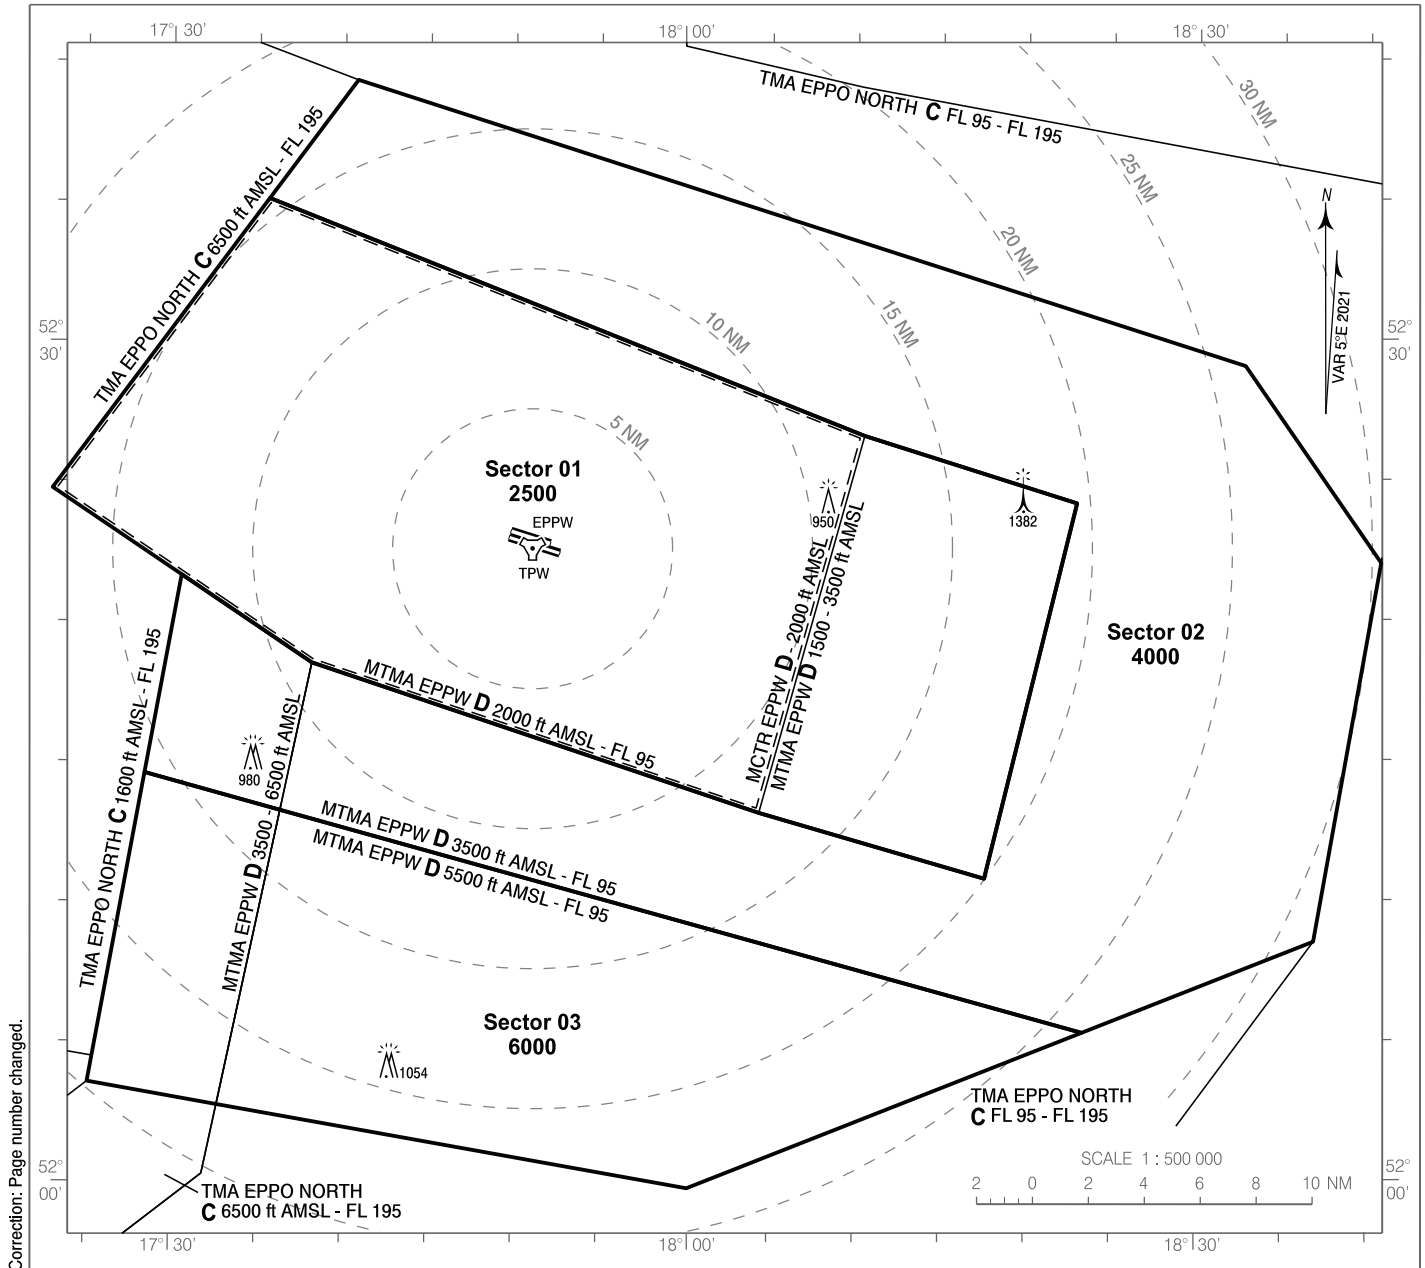 17° 30'
18° 00'
18° 30'
TMA EPPO NORTH C FL 95 - FL 195
30 NM
25 NM
20 NM
15 NM
10 NM
5 NM
N
VAR 5°E 2021
TMA EPPO NORTH C 6500 ft AMSL - FL 195
52°
30'
52°
30'
Sector 01
2500
EPPW
TPW
950
1382
MCTR EPPW D - 2000 ft AMSL
MTMA EPPW D 1500 - 3500 ft AMSL
Sector 02
4000
MTMA EPPW D 2000 ft AMSL - FL 95
TMA EPPO NORTH C 1600 ft AMSL - FL 195
980
MTMA EPPW D 3500 - 6500 ft AMSL
MTMA EPPW D 3500 ft AMSL - FL 95
MTMA EPPW D 5500 ft AMSL - FL 95
Sector 03
6000
1054
TMA EPPO NORTH
C FL 95 - FL 195
SCALE 1 : 500 000
2 0 2 4 6 8 10 NM
52°
00'
52°
00'
TMA EPPO NORTH
C 6500 ft AMSL - FL 195
17° 30'
18° 00'
18° 30'
Correction: Page number changed.